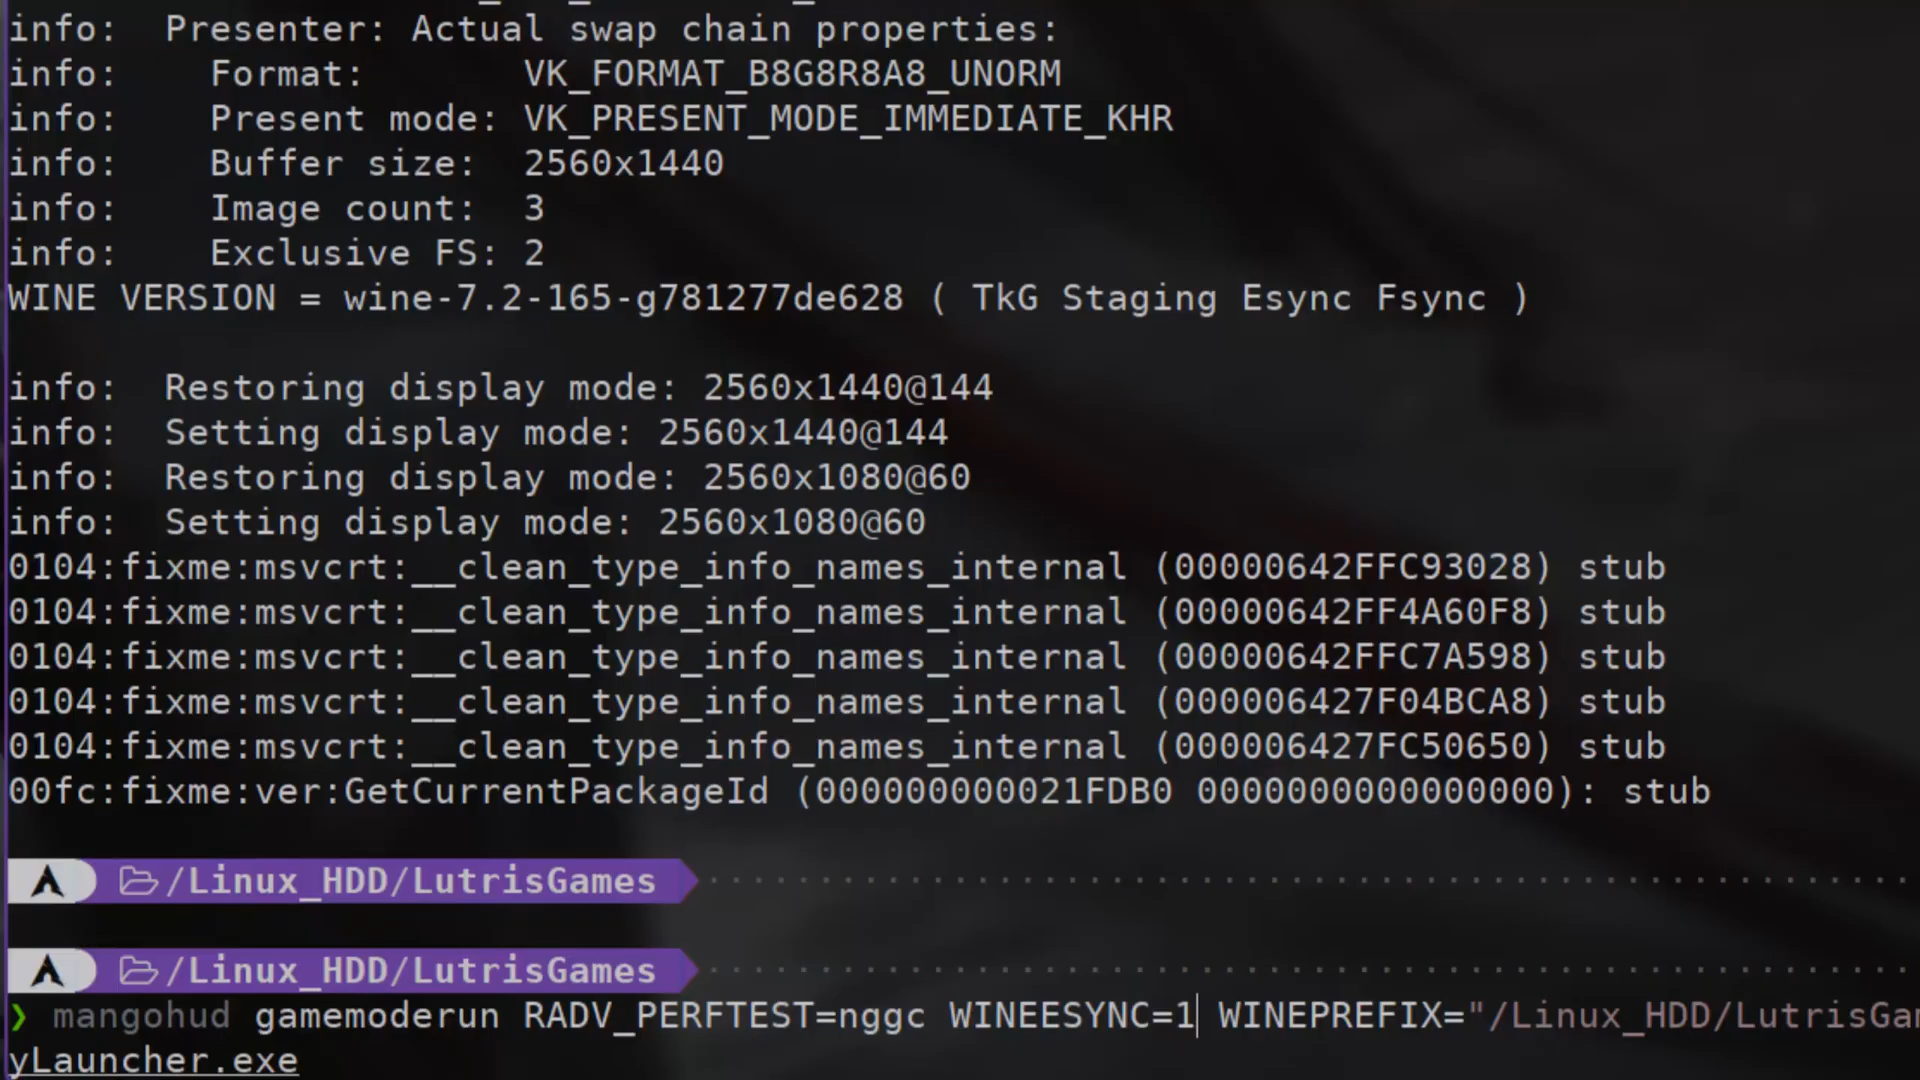 info:  Presenter: Actual swap chain properties:
info:    Format:       VK_FORMAT_B8G8R8A8_UNORM
info:    Present mode: VK_PRESENT_MODE_IMMEDIATE_KHR
info:    Buffer size:  2560x1440
info:    Image count:  3
info:    Exclusive FS: 2
WINE VERSION = wine-7.2-165-g781277de628 ( TkG Staging Esync Fsync )
info:  Restoring display mode: 2560x1440@144
info:  Setting display mode: 2560x1440@144
info:  Restoring display mode: 2560x1080@60
info:  Setting display mode: 2560x1080@60
0104:fixme:msvcrt:__clean_type_info_names_internal (00000642FFC93028) stub
0104:fixme:msvcrt:__clean_type_info_names_internal (00000642FF4A60F8) stub
0104:fixme:msvcrt:__clean_type_info_names_internal (00000642FFC7A598) stub
0104:fixme:msvcrt:__clean_type_info_names_internal (000006427F04BCA8) stub
0104:fixme:msvcrt:__clean_type_info_names_internal (000006427FC50650) stub
00fc:fixme:ver:GetCurrentPackageId (000000000021FDB0 0000000000000000): stub
/Linux_HDD/LutrisGames
/Linux_HDD/LutrisGames
❯ mangohud gamemoderun RADV_PERFTEST=nggc WINEESYNC=1 WINEPREFIX="/Linux_HDD/LutrisGam
yLauncher.exe